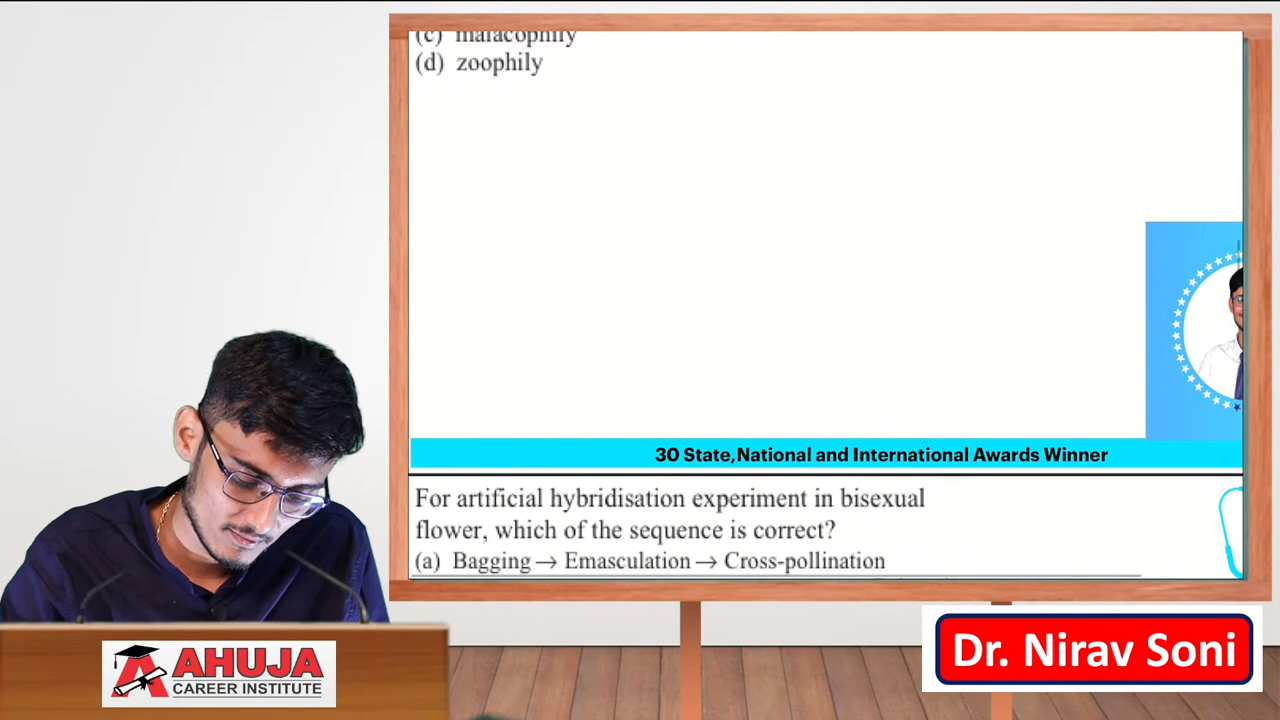 (c) malacophily
(d) zoophily
30 State,National and International Awards Winner
For artificial hybridisation experiment in bisexual
flower, which of the sequence is correct?
(a) Bagging → Emasculation → Cross-pollination
AHUJA
CAREER INSTITUTE
Dr. Nirav Soni